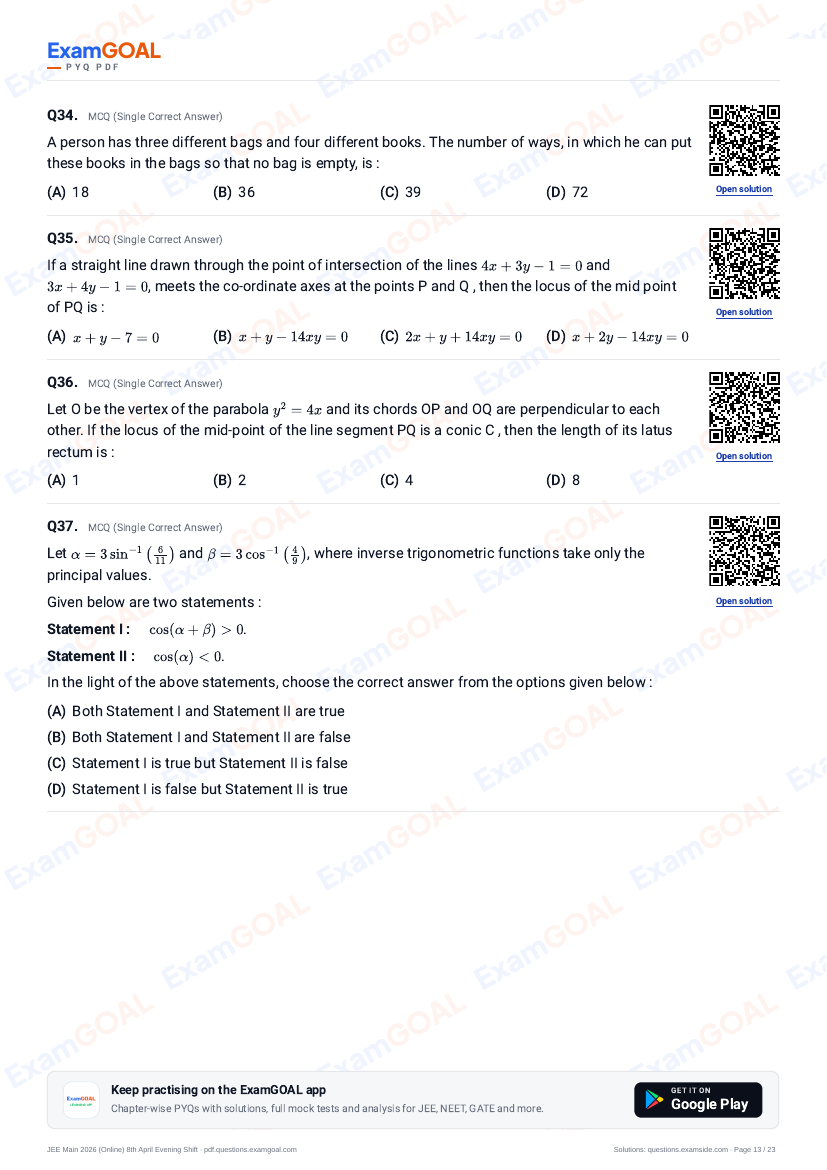 ExamGOAL
PYQ PDF
Q34. MCQ (Single Correct Answer)
A person has three different bags and four different books. The number of ways, in which he can put
these books in the bags so that no bag is empty, is :
(A) 18 (B) 36 (C) 39 (D) 72
Open solution
Q35. MCQ (Single Correct Answer)
If a straight line drawn through the point of intersection of the lines 4x + 3y − 1 = 0 and
3x + 4y − 1 = 0, meets the co-ordinate axes at the points P and Q , then the locus of the mid point
of PQ is :
(A) x + y − 7 = 0 (B) x + y − 14xy = 0 (C) 2x + y + 14xy = 0 (D) x + 2y − 14xy = 0
Open solution
Q36. MCQ (Single Correct Answer)
Let O be the vertex of the parabola y² = 4x and its chords OP and OQ are perpendicular to each
other. If the locus of the mid-point of the line segment PQ is a conic C , then the length of its latus
rectum is :
(A) 1 (B) 2 (C) 4 (D) 8
Open solution
Q37. MCQ (Single Correct Answer)
Let α = 3 sin⁻¹ (6/11) and β = 3 cos⁻¹ (4/9), where inverse trigonometric functions take only the
principal values.
Given below are two statements :
Statement I : cos(α + β) > 0.
Statement II : cos(α) < 0.
In the light of the above statements, choose the correct answer from the options given below :
(A) Both Statement I and Statement II are true
(B) Both Statement I and Statement II are false
(C) Statement I is true but Statement II is false
(D) Statement I is false but Statement II is true
Open solution
Keep practising on the ExamGOAL app
Chapter-wise PYQs with solutions, full mock tests and analysis for JEE, NEET, GATE and more.
GET IT ON
Google Play
JEE Main 2026 (Online) 8th April Evening Shift · pdf.questions.examgoal.com
Solutions: questions.examside.com · Page 13 / 23